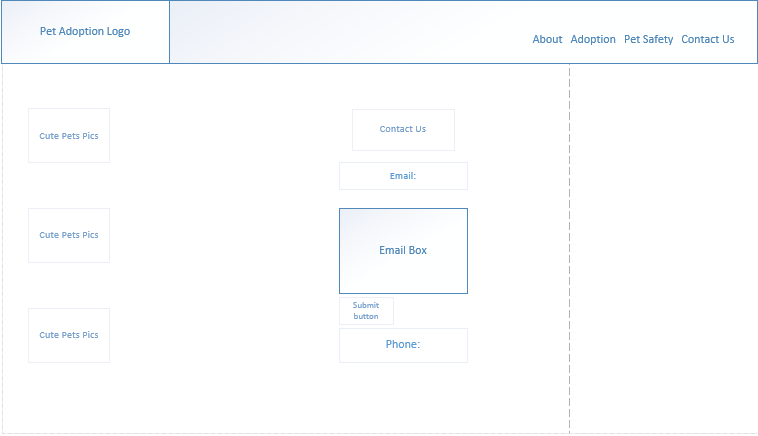 Pet Adoption Logo
About Adoption Pet Safety Contact Us
Cute Pets Pics
Contact Us
Email:
Cute Pets Pics
Email Box
Submit
button
Cute Pets Pics
Phone: